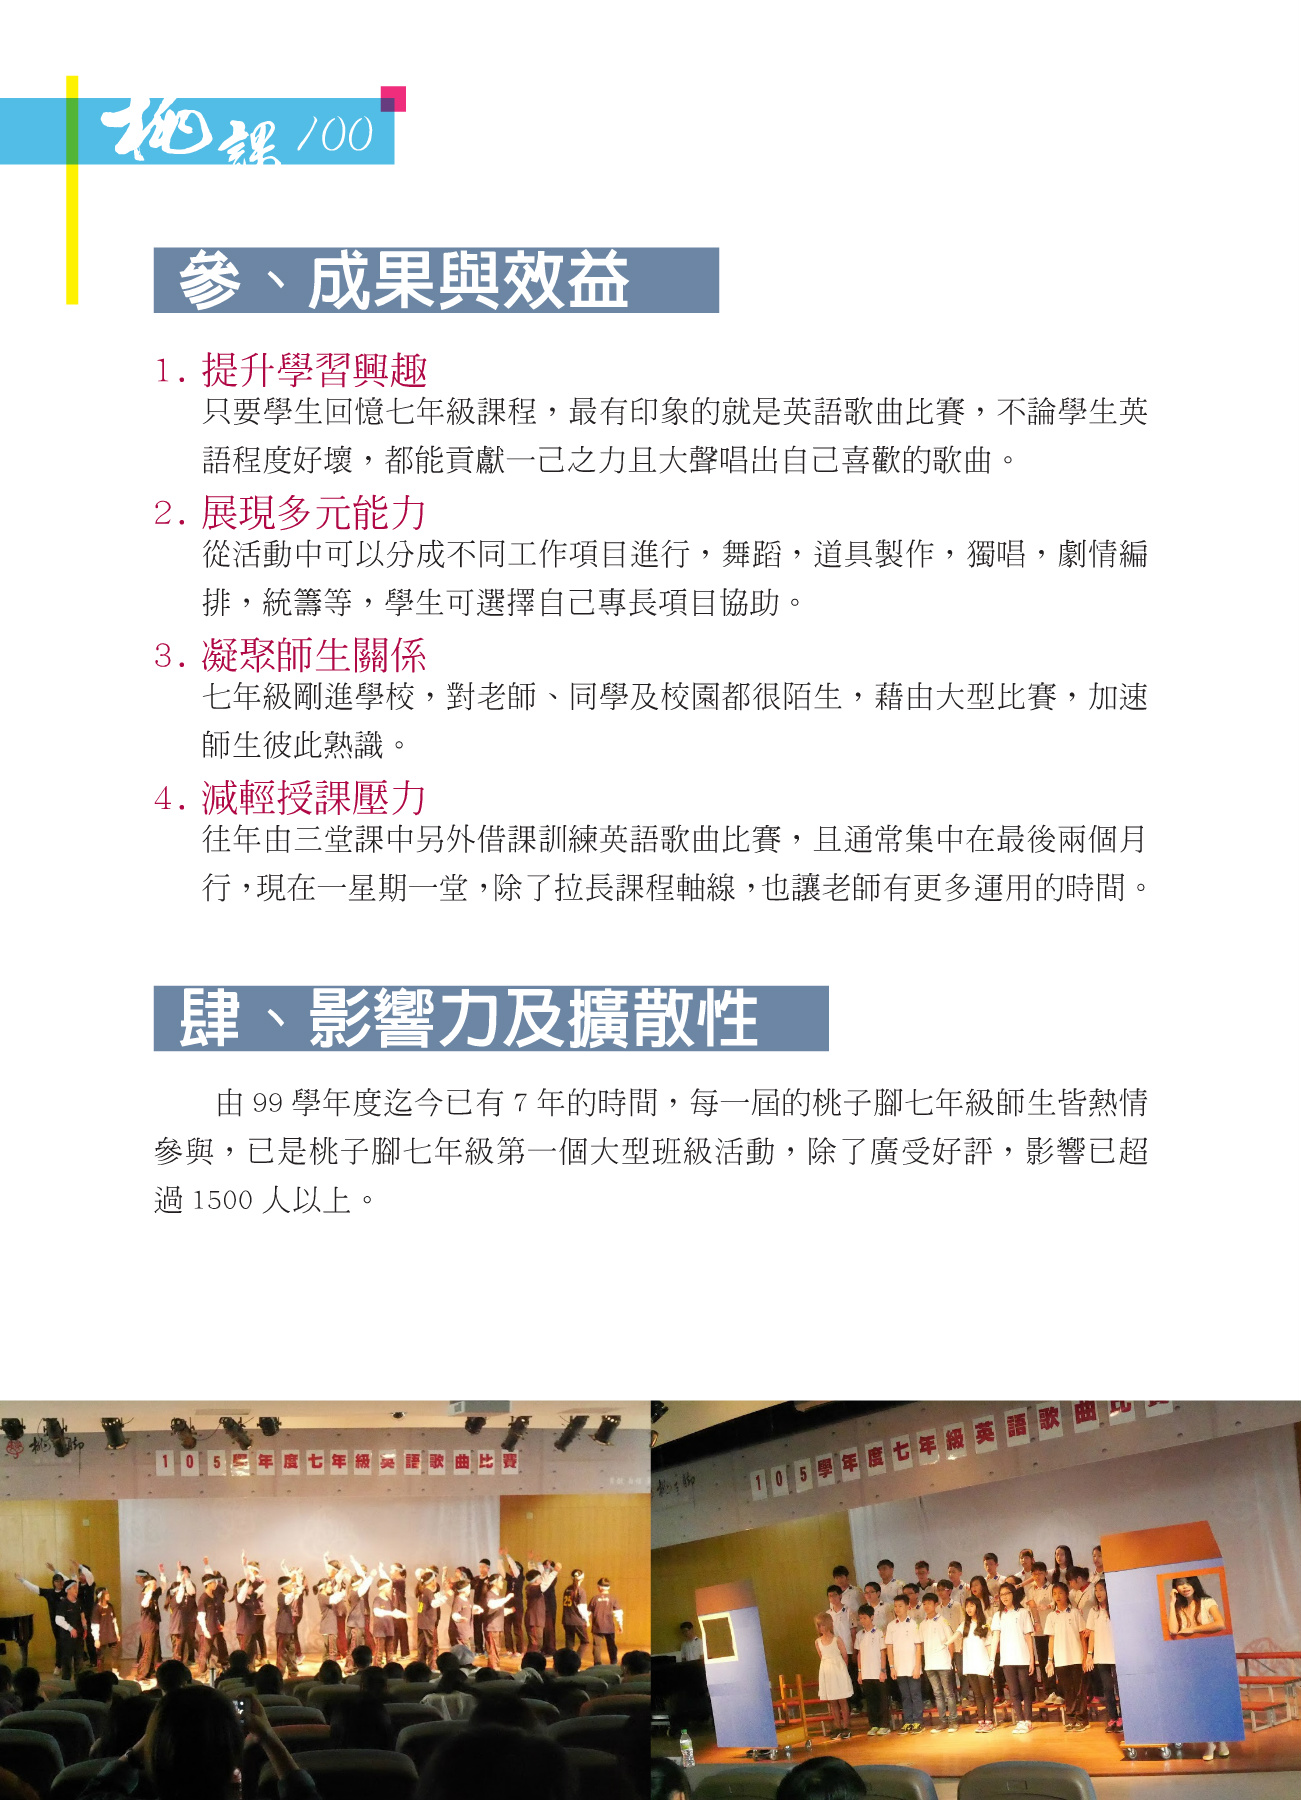 桃課100
參、成果與效益
1. 提升學習興趣
只要學生回憶七年級課程，最有印象的就是英語歌曲比賽，不論學生英
語程度好壞，都能貢獻一己之力且大聲唱出自己喜歡的歌曲。
2. 展現多元能力
從活動中可以分成不同工作項目進行，舞蹈，道具製作，獨唱，劇情編
排，統籌等，學生可選擇自己專長項目協助。
3. 凝聚師生關係
七年級剛進學校，對老師、同學及校園都很陌生，藉由大型比賽，加速
師生彼此熟識。
4. 減輕授課壓力
往年由三堂課中另外借課訓練英語歌曲比賽，且通常集中在最後兩個月
行，現在一星期一堂，除了拉長課程軸線，也讓老師有更多運用的時間。
肆、影響力及擴散性
由 99 學年度迄今已有 7 年的時間，每一屆的桃子腳七年級師生皆熱情
參與，已是桃子腳七年級第一個大型班級活動，除了廣受好評，影響已超
過 1500 人以上。
105學年度七年級英語歌曲比賽
桃子腳
105學年度七年級英語歌曲比
25